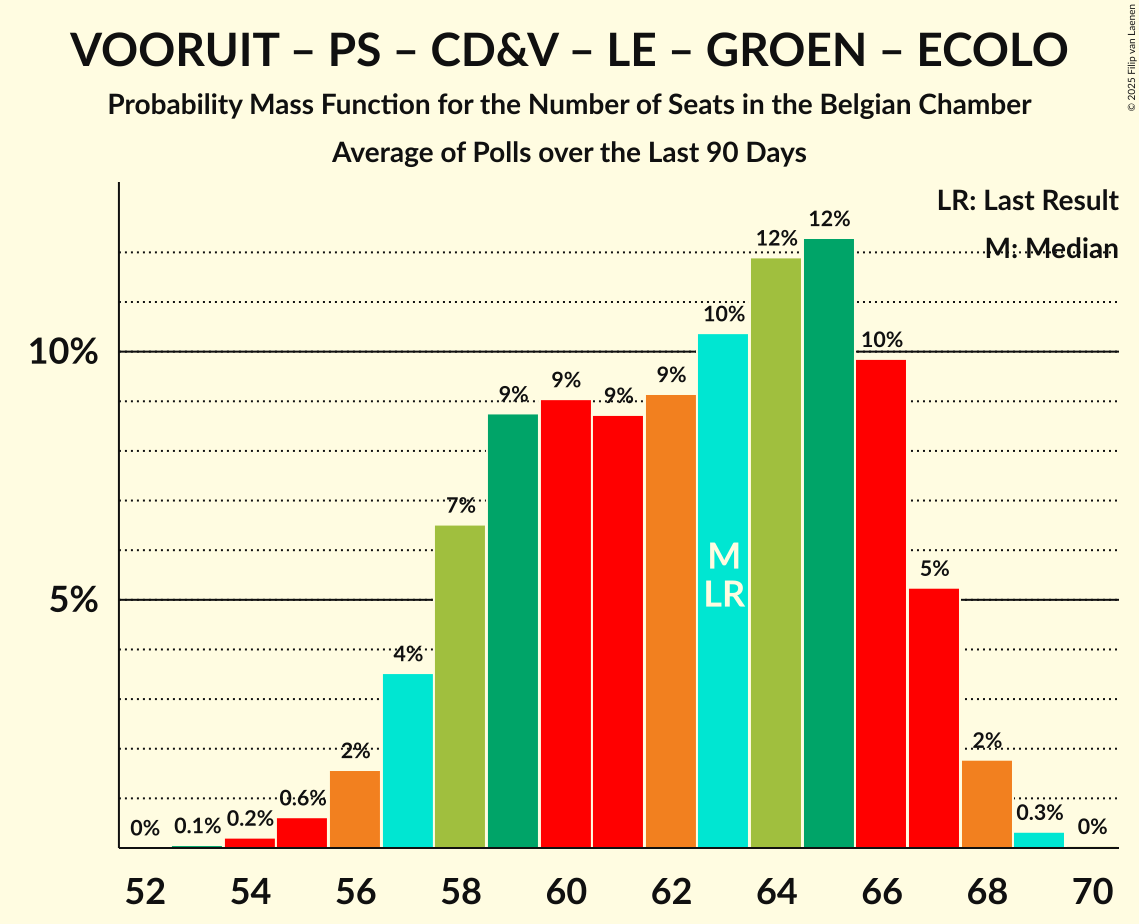 VOORUIT – PS – CD&V – LE – GROEN – ECOLO
Probability Mass Function for the Number of Seats in the Belgian Chamber
Average of Polls over the Last 90 Days
© 2025 Filip van Laenen
LR: Last Result
M: Median
10%
5%
0%
0.1%
0.2%
0.6%
2%
4%
7%
9%
9%
9%
9%
10%
12%
12%
10%
5%
2%
0.3%
0%
M
LR
52 54 56 58 60 62 64 66 68 70